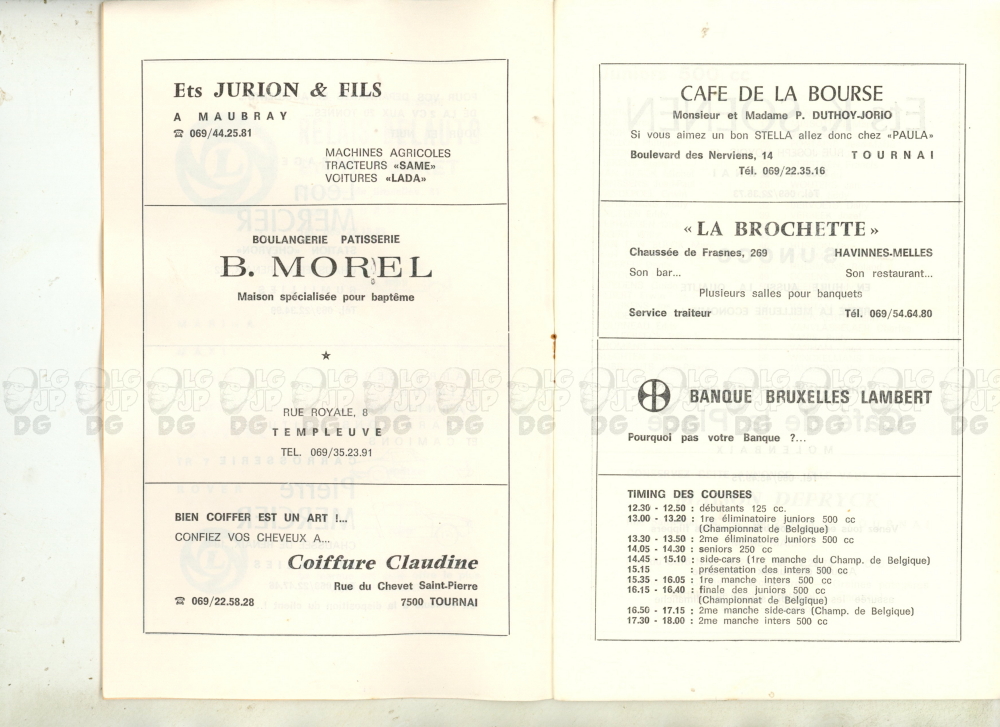 Ets JURION & FILS
A MAUBRAY
☎ 069/44.25.81
MACHINES AGRICOLES
TRACTEURS «SAME»
VOITURES «LADA»
BOULANGERIE PATISSERIE
B. MOREL
Maison spécialisée pour baptême
★
RUE ROYALE, 8
TEMPLEUVE
TEL. 069/35.23.91
BIEN COIFFER EST UN ART !...
CONFIEZ VOS CHEVEUX A...
Coiffure Claudine
Rue du Chevet Saint-Pierre
☎ 069/22.58.28 7500 TOURNAI
CAFE DE LA BOURSE
Monsieur et Madame P. DUTHOY-JORIO
Si vous aimez un bon STELLA allez donc chez «PAULA»
Boulevard des Nerviens, 14 TOURNAI
Tél. 069/22.35.16
« LA BROCHETTE »
Chaussée de Frasnes, 269 HAVINNES-MELLES
Son bar... Son restaurant...
Plusieurs salles pour banquets
Service traiteur Tél. 069/54.64.80
BANQUE BRUXELLES LAMBERT
Pourquoi pas votre Banque ?...
TIMING DES COURSES
12.30 - 12.50 : débutants 125 cc.
13.00 - 13.20 : 1re éliminatoire juniors 500 cc
(Championnat de Belgique)
13.30 - 13.50 : 2me éliminatoire juniors 500 cc
14.05 - 14.30 : seniors 250 cc
14.45 - 15.10 : side-cars (1re manche du Champ. de Belgique)
15.15 : présentation des inters 500 cc
15.35 - 16.05 : 1re manche inters 500 cc
16.15 - 16,40 : finale des juniors 500 cc
(Championnat de Belgique)
16.50 - 17.15 : 2me manche side-cars (Champ. de Belgique)
17.30 - 18.00 : 2me manche inters 500 cc